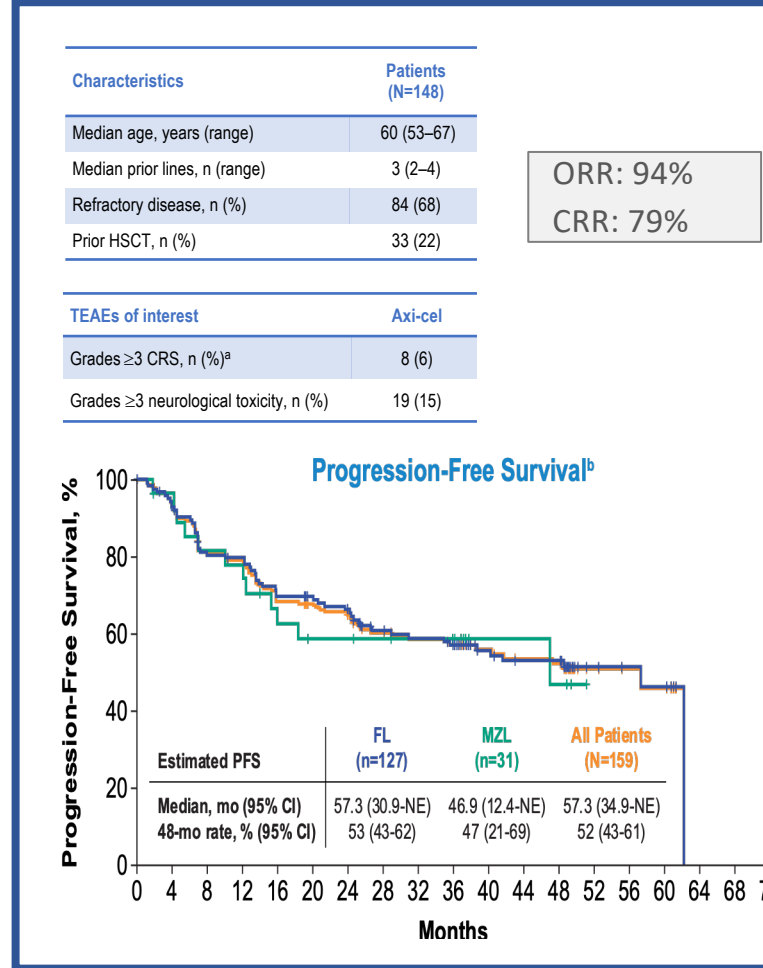 Characteristics Patients (N=148)
Median age, years (range) 60 (53–67)
Median prior lines, n (range) 3 (2–4)
Refractory disease, n (%) 84 (68)
Prior HSCT, n (%) 33 (22)
ORR: 94%
CRR: 79%
TEAEs of interest Axi-cel
Grades ≥3 CRS, n (%)ᵃ 8 (6)
Grades ≥3 neurological toxicity, n (%) 19 (15)
Progression-Free Survivalᵇ
Progression-Free Survival, %
100
80
60
40
20
0
Estimated PFS FL (n=127) MZL (n=31) All Patients (N=159)
Median, mo (95% CI) 57.3 (30.9-NE) 46.9 (12.4-NE) 57.3 (34.9-NE)
48-mo rate, % (95% CI) 53 (43-62) 47 (21-69) 52 (43-61)
0 4 8 12 16 20 24 28 32 36 40 44 48 52 56 60 64 68
Months